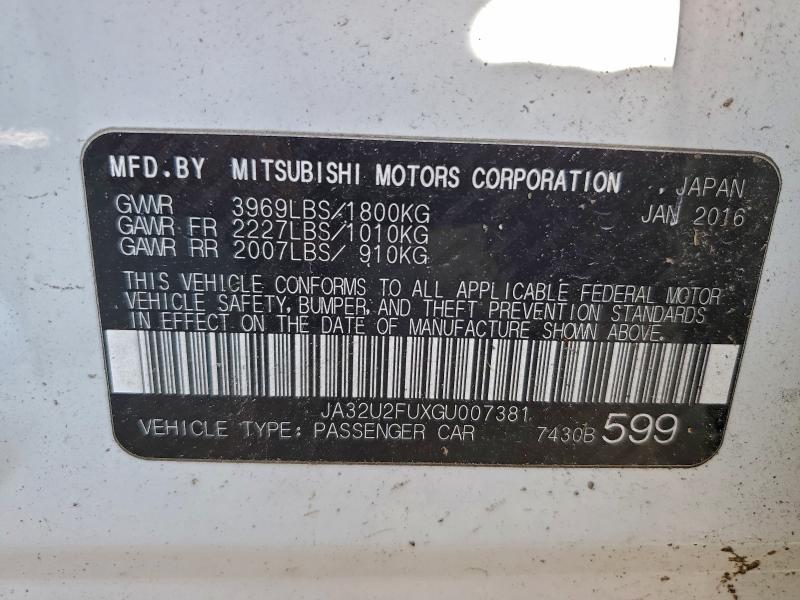 MFD.BY MITSUBISHI MOTORS CORPORATION JAPAN
GVWR 3969LBS/1800KG JAN 2016
GAWR FR 2227LBS/1010KG
GAWR RR 2007LBS/ 910KG
THIS VEHICLE CONFORMS TO ALL APPLICABLE FEDERAL MOTOR
VEHICLE SAFETY, BUMPER, AND THEFT PREVENTION STANDARDS
IN EFFECT ON THE DATE OF MANUFACTURE SHOWN ABOVE.
JA32U2FUXGU007381
VEHICLE TYPE: PASSENGER CAR 7430B 599